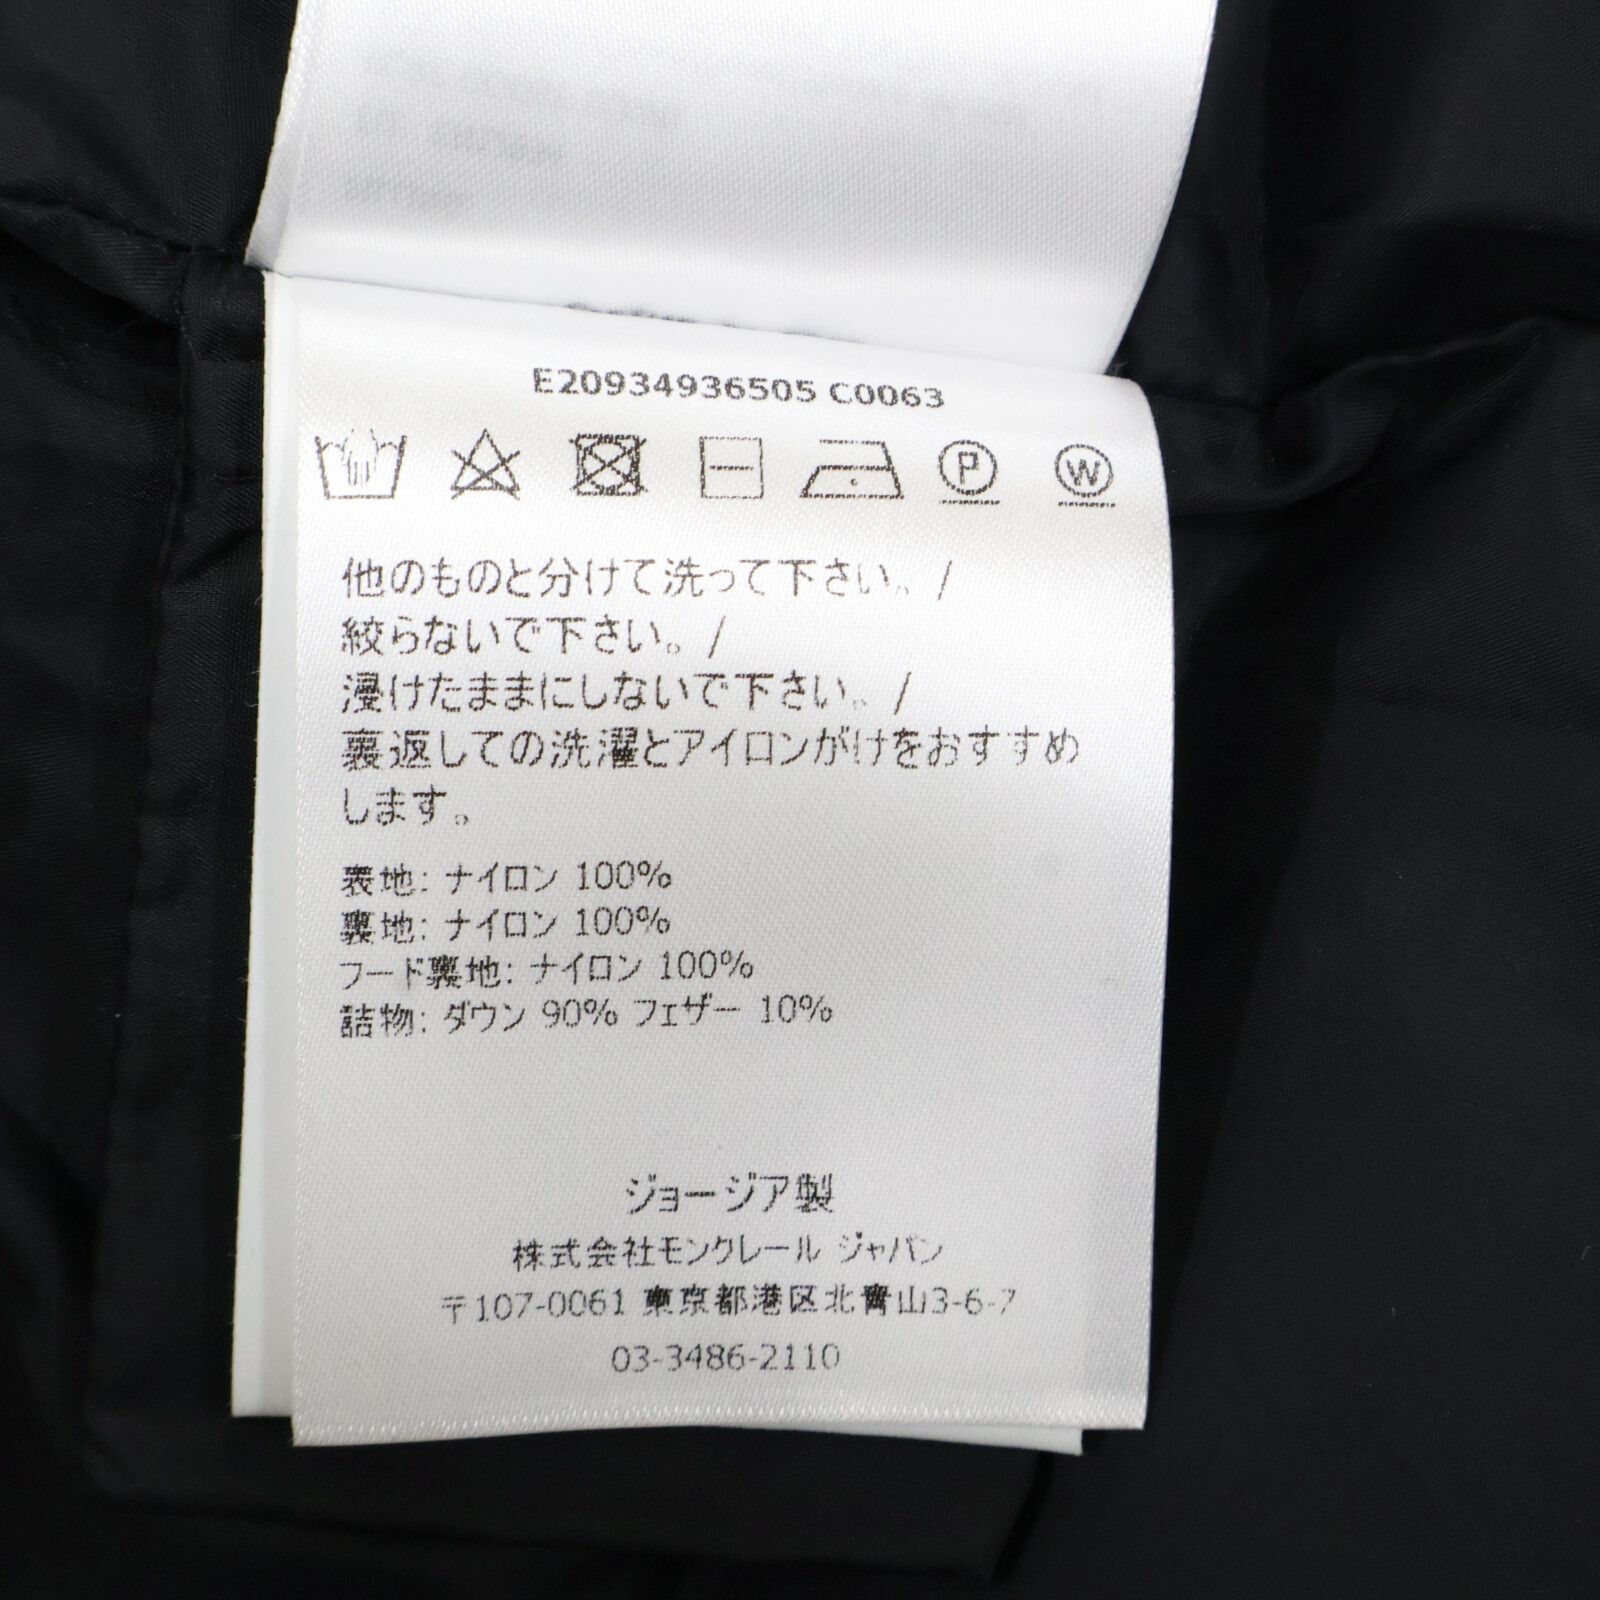 E20934936505 C0063
P
W
他のものと分けて洗って下さい。/
絞らないで下さい。/
浸けたままにしないで下さい。/
裏返しての洗濯とアイロンがけをおすすめ
します。
表地: ナイロン 100%
裏地: ナイロン 100%
フード裏地: ナイロン 100%
詰物: ダウン 90% フェザー 10%
ジョージア製
株式会社モンクレール ジャパン
〒107-0061 東京都港区北青山3-6-7
03-3486-2110